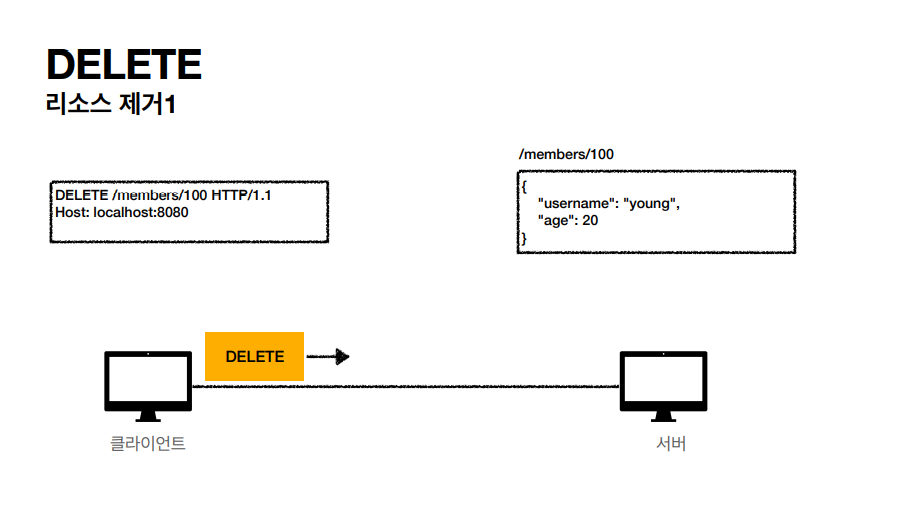 DELETE
리소스 제거1
/members/100
DELETE /members/100 HTTP/1.1
Host: localhost:8080
{
"username": "young",
"age": 20
}
DELETE
클라이언트
서버